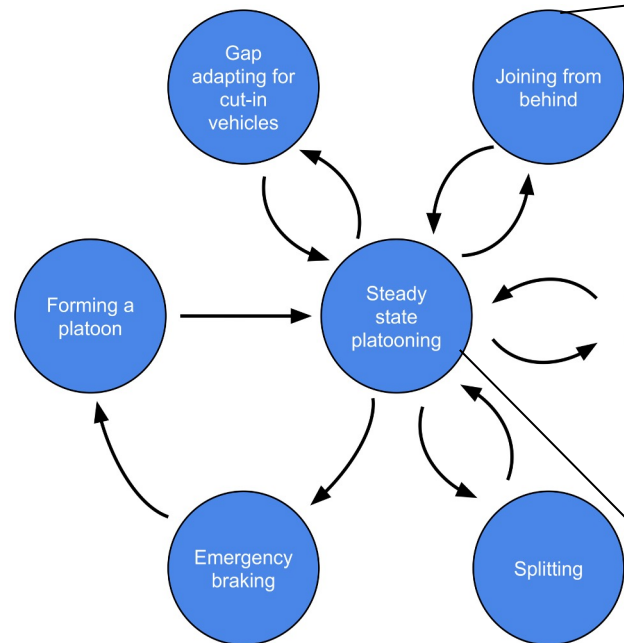 Gap
adapting for
cut-in
vehicles
Joining from
behind
Forming a
platoon
Steady
state
platooning
Emergency
braking
Splitting